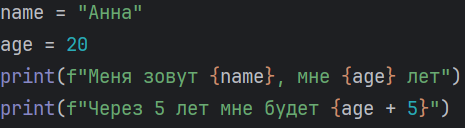 name = "Анна"
age = 20
print(f"Меня зовут {name}, мне {age} лет")
print(f"Через 5 лет мне будет {age + 5}")